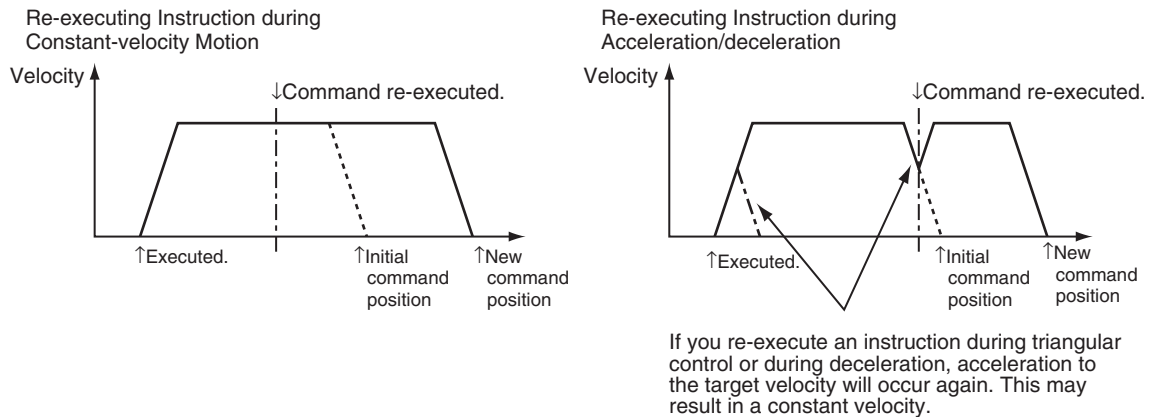 Re-executing Instruction during
Constant-velocity Motion
Velocity
↓Command re-executed.
↑Executed.
↑Initial
command
position
↑New
command
position
Re-executing Instruction during
Acceleration/deceleration
Velocity
↓Command re-executed.
↑Executed.
↑Initial
command
position
↑New
command
position
If you re-execute an instruction during triangular
control or during deceleration, acceleration to
the target velocity will occur again. This may
result in a constant velocity.